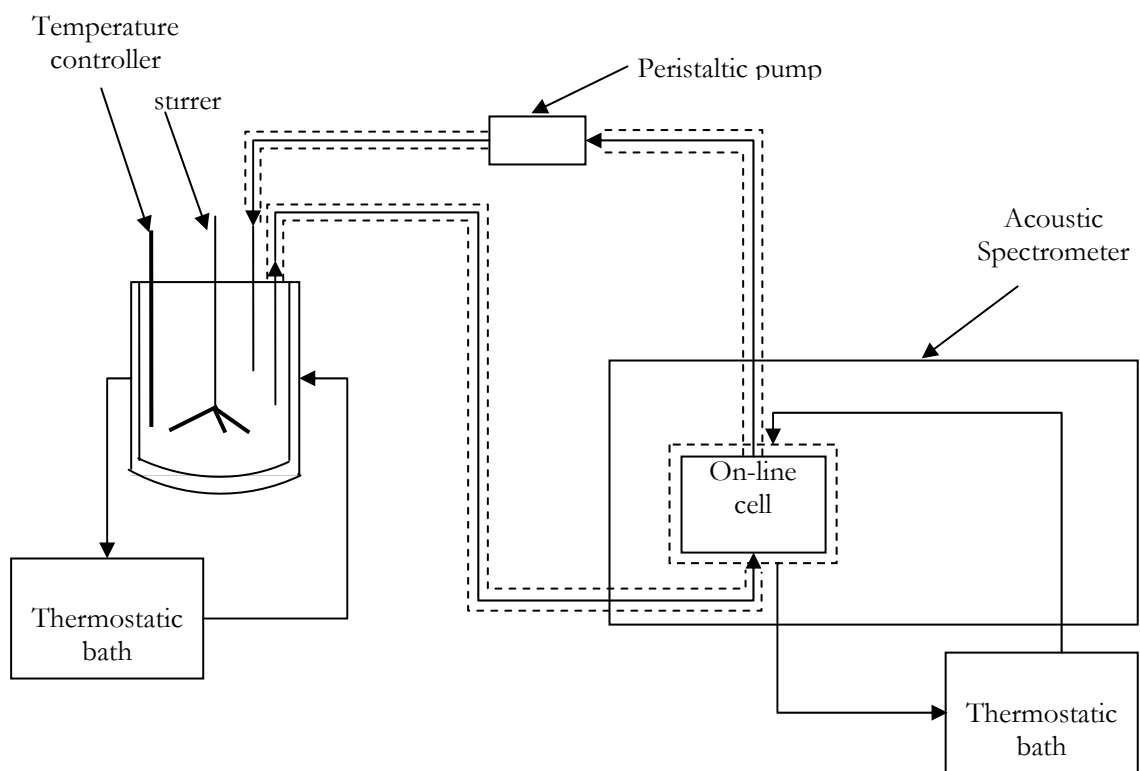 Temperature
controller
stirrer
Peristaltic pump
Acoustic
Spectrometer
On-line
cell
Thermostatic
bath
Thermostatic
bath